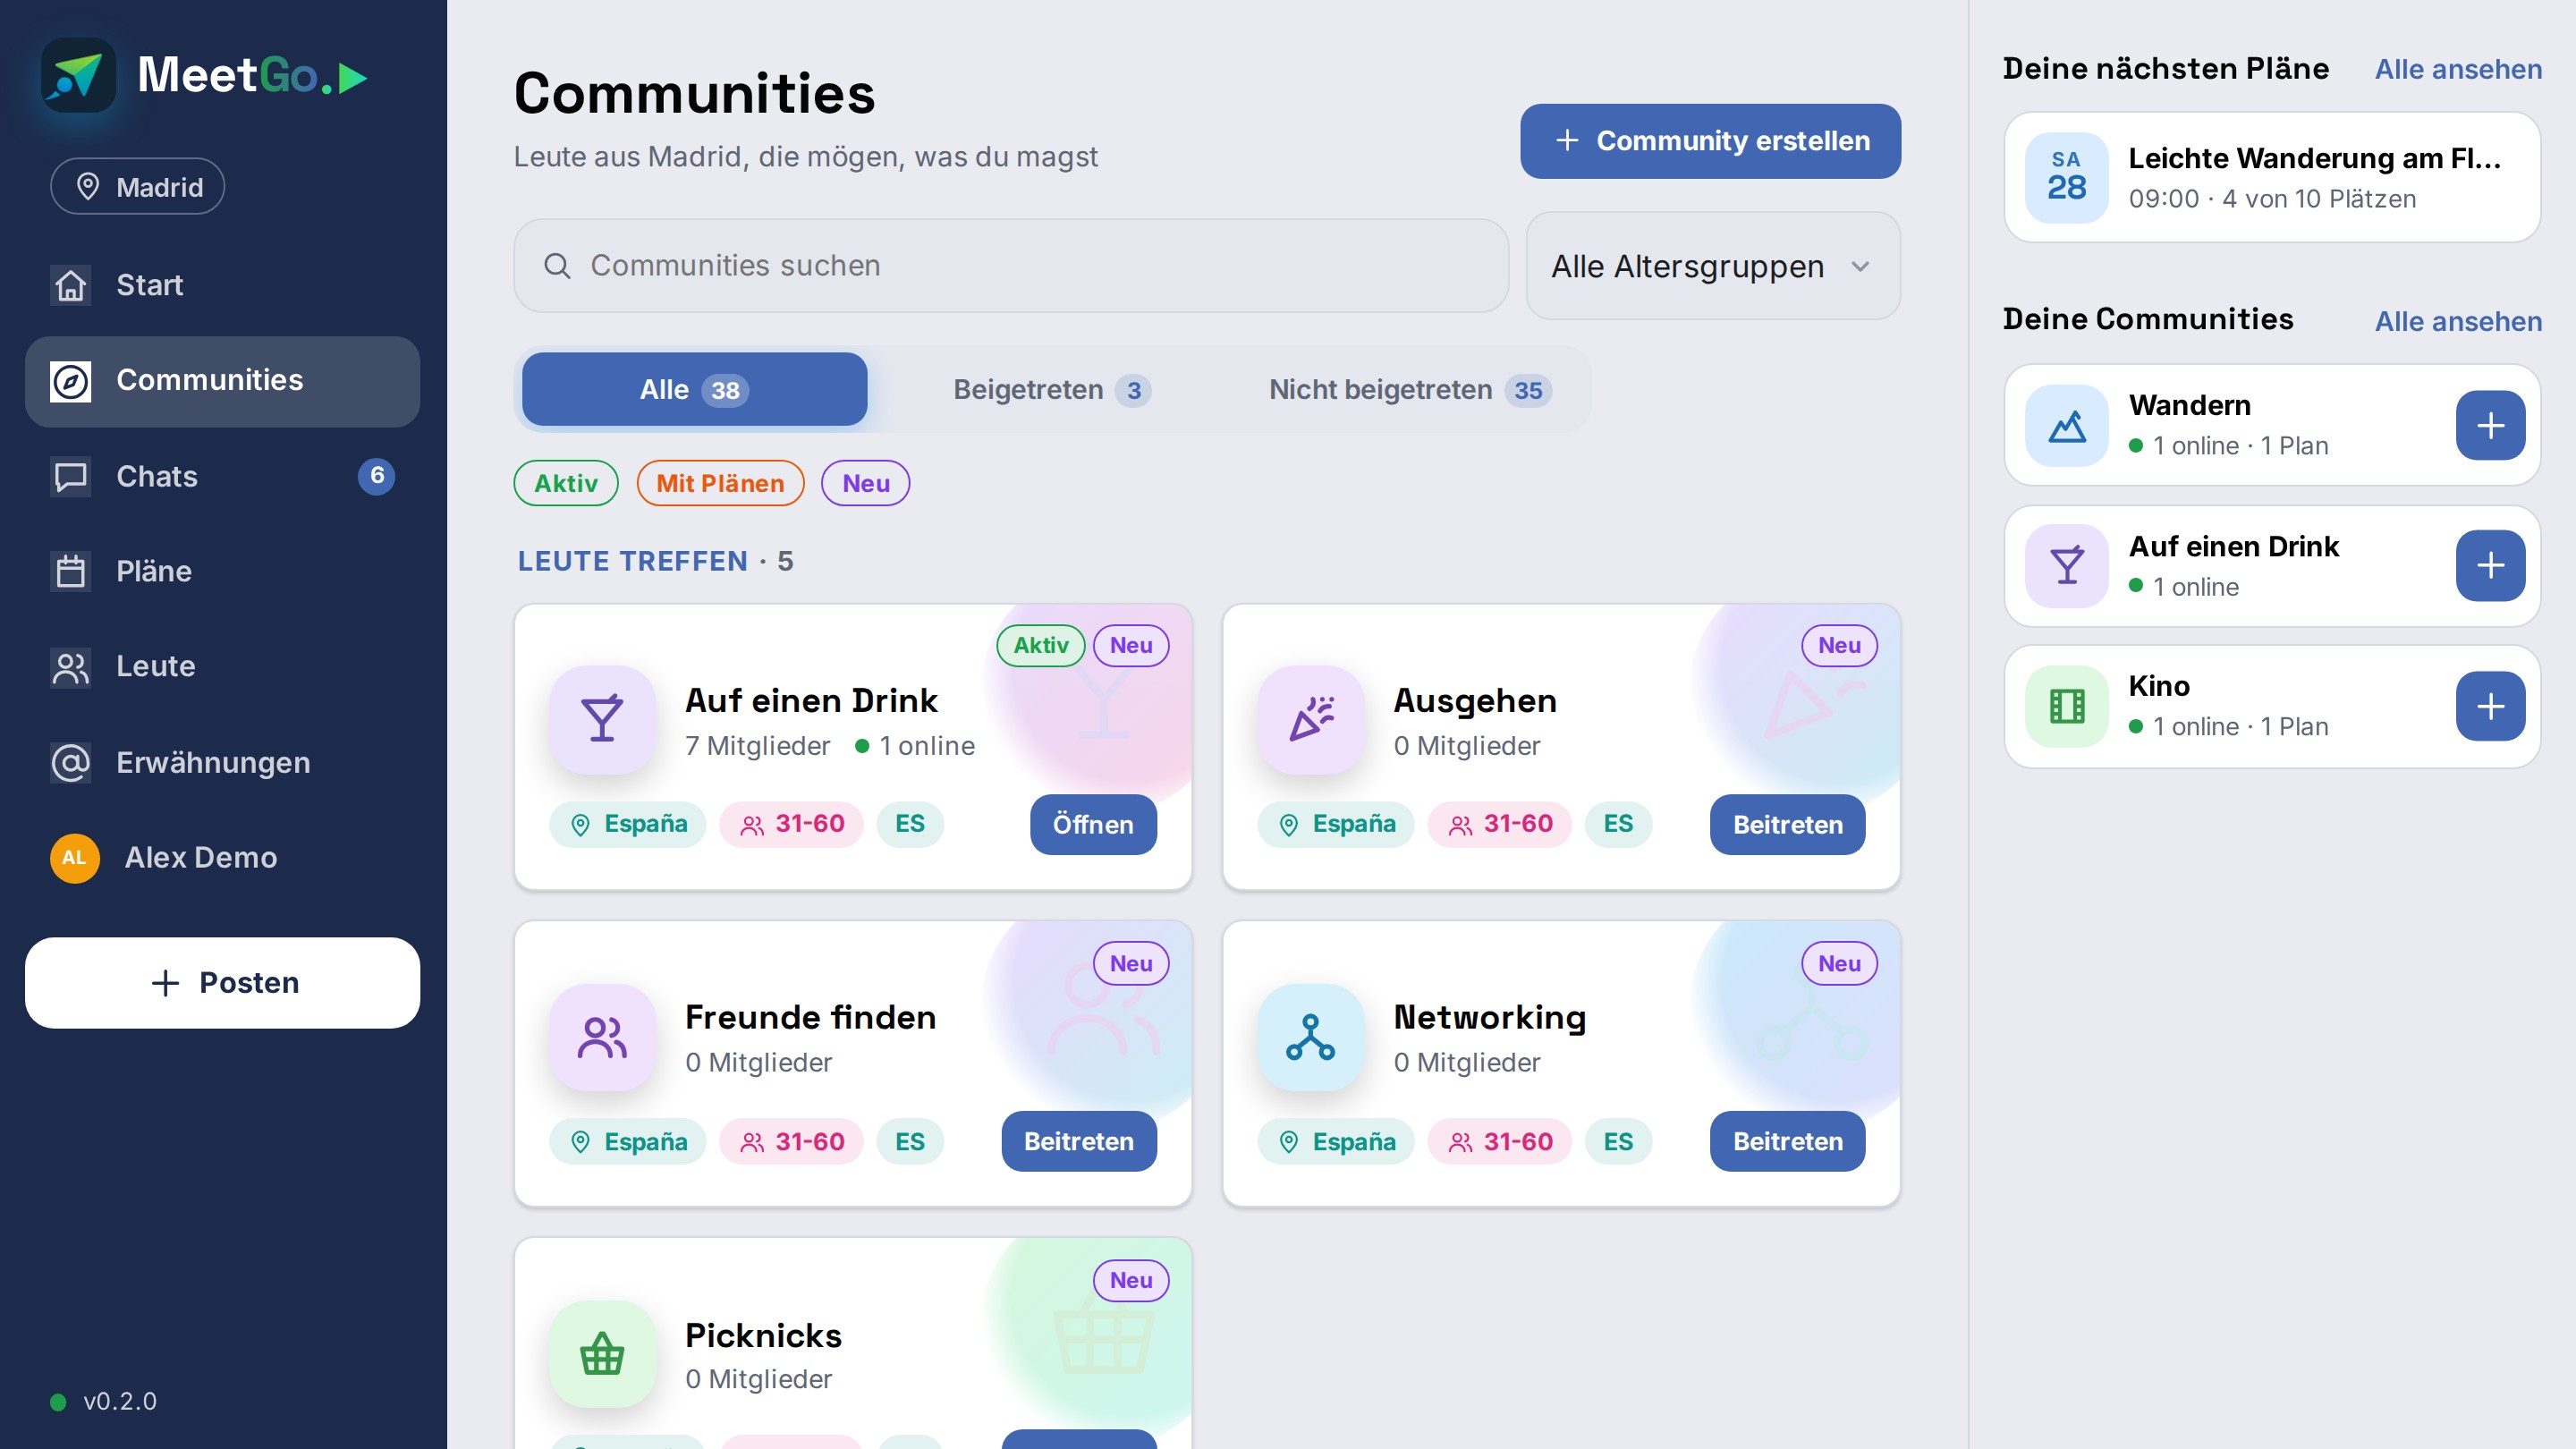 MeetGo.
Madrid
Start
Communities
Chats 6
Pläne
Leute
Erwähnungen
AL Alex Demo
Posten
v0.2.0
Communities
Leute aus Madrid, die mögen, was du magst
Community erstellen
Communities suchen
Alle Altersgruppen
Alle 38 Beigetreten 3 Nicht beigetreten 35
Aktiv Mit Plänen Neu
LEUTE TREFFEN · 5
Aktiv Neu
Auf einen Drink
7 Mitglieder 1 online
España 31-60 ES Öffnen
Neu
Ausgehen
0 Mitglieder
España 31-60 ES Beitreten
Neu
Freunde finden
0 Mitglieder
España 31-60 ES Beitreten
Neu
Networking
0 Mitglieder
España 31-60 ES Beitreten
Neu
Picknicks
0 Mitglieder
Deine nächsten Pläne Alle ansehen
SA
28
Leichte Wanderung am Fl...
09:00 · 4 von 10 Plätzen
Deine Communities Alle ansehen
Wandern
1 online · 1 Plan
Auf einen Drink
1 online
Kino
1 online · 1 Plan